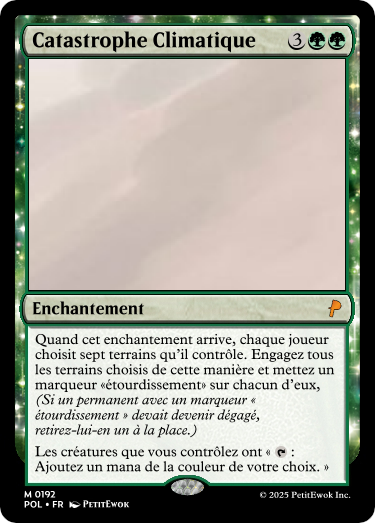 Catastrophe Climatique 3
Enchantement
Quand cet enchantement arrive, chaque joueur
choisit sept terrains qu'il contrôle. Engagez tous
les terrains choisis de cette manière et mettez un
marqueur «étourdissement» sur chacun d'eux,
(Si un permanent avec un marqueur «
étourdissement » devait devenir dégagé,
retirez-lui-en un à la place.)
Les créatures que vous contrôlez ont « :
Ajoutez un mana de la couleur de votre choix. »
M 0192
POL • FR PETITEWOK
© 2025 PetitEwok Inc.